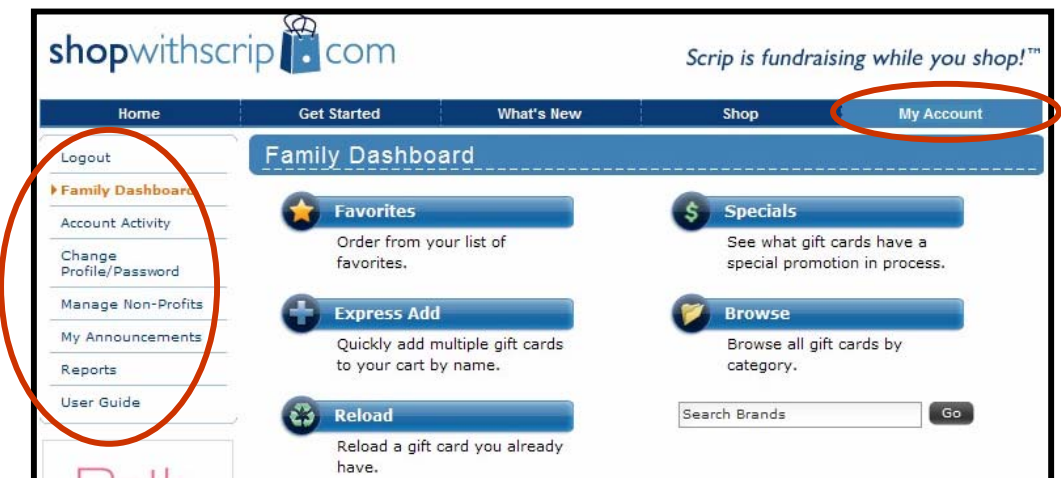 shopwithscrip com
Scrip is fundraising while you shop!™
Home
Get Started
What's New
Shop
My Account
Logout
Family Dashboard
Account Activity
Change
Profile/Password
Manage Non-Profits
My Announcements
Reports
User Guide
Family Dashboard
Favorites
Order from your list of
favorites.
Express Add
Quickly add multiple gift cards
to your cart by name.
Reload
Reload a gift card you already
have.
$ Specials
See what gift cards have a
special promotion in process.
Browse
Browse all gift cards by
category.
Search Brands
Go